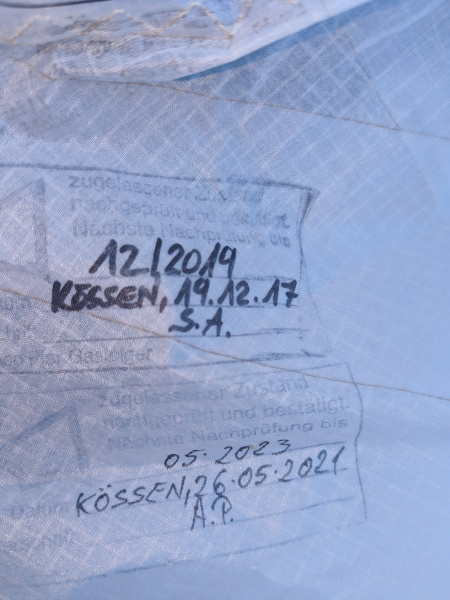 zugelassener Zustand
nachgeprüft und bestätigt.
Nächste Nachprüfung bis
12/2019
KÖSSEN, 19.12.17
S.A.
zugelassener Zustand
nachgeprüft und bestätigt.
Nächste Nachprüfung bis
05.2023
Datum KÖSSEN, 26.05.2021
A.P.